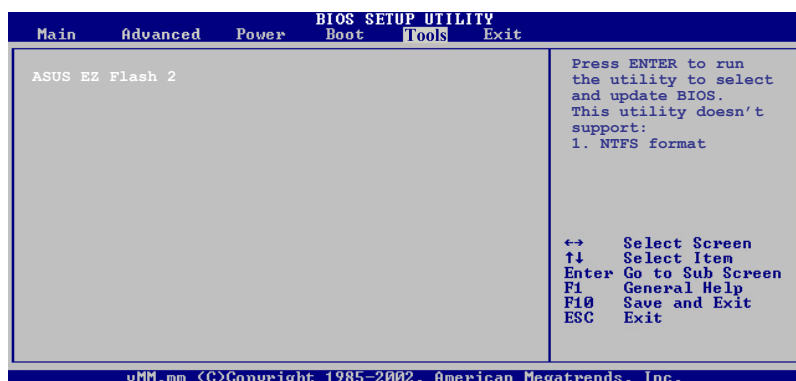 BIOS SETUP UTILITY
Main Advanced Power Boot Tools Exit
ASUS EZ Flash 2
Press ENTER to run
the utility to select
and update BIOS.
This utility doesn't
support:
1. NTFS format
←→ Select Screen
↑↓ Select Item
Enter Go to Sub Screen
F1 General Help
F10 Save and Exit
ESC Exit
vMM.mm (C)Copyright 1985-2002, American Megatrends, Inc.